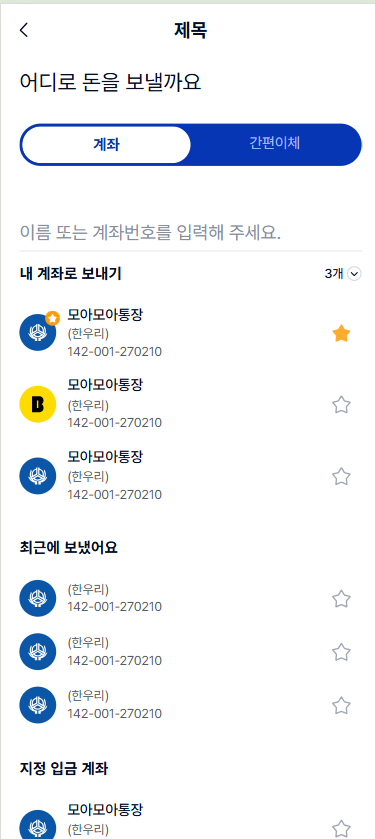 제목
어디로 돈을 보낼까요
계좌
간편이체
이름 또는 계좌번호를 입력해 주세요.
내 계좌로 보내기
3개
모아모아통장
(한우리)
142-001-270210
모아모아통장
(한우리)
142-001-270210
모아모아통장
(한우리)
142-001-270210
최근에 보냈어요
(한우리)
142-001-270210
(한우리)
142-001-270210
(한우리)
142-001-270210
지정 입금 계좌
모아모아통장
(한우리)